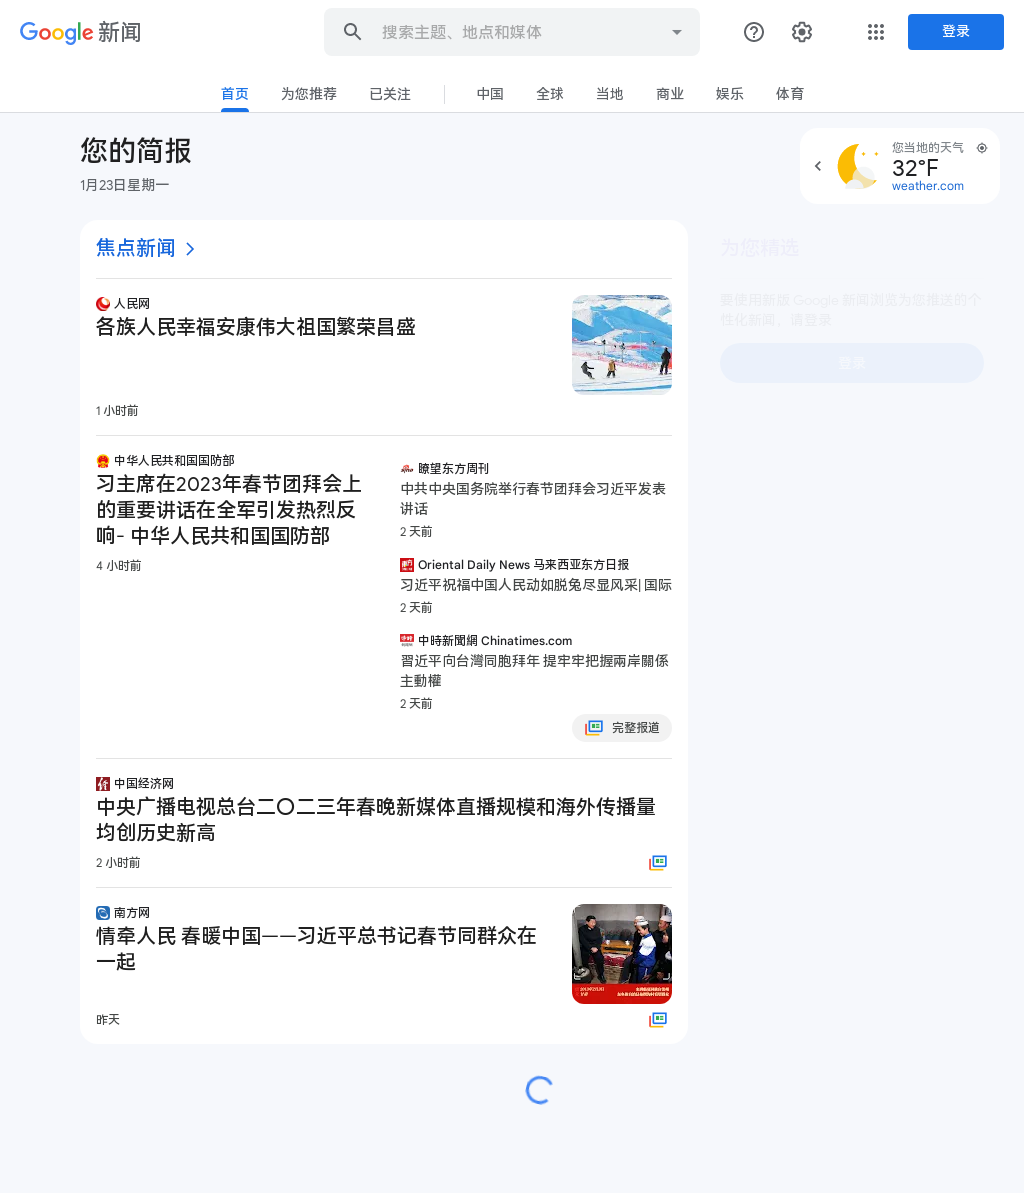 Google 新闻
搜索主题、地点和媒体
登录
首页
为您推荐
已关注
中国
全球
当地
商业
娱乐
体育
您的简报
1月23日星期一
您当地的天气
32°F
weather.com
焦点新闻
人民网
各族人民幸福安康伟大祖国繁荣昌盛
1 小时前
中华人民共和国国防部
习主席在2023年春节团拜会上
的重要讲话在全军引发热烈反
响- 中华人民共和国国防部
4 小时前
瞭望东方周刊
中共中央国务院举行春节团拜会习近平发表
讲话
2 天前
Oriental Daily News 马来西亚东方日报
习近平祝福中国人民动如脱兔尽显风采| 国际
2 天前
中時新聞網 Chinatimes.com
習近平向台灣同胞拜年 提牢牢把握兩岸關係
主動權
2 天前
完整报道
中国经济网
中央广播电视总台二〇二三年春晚新媒体直播规模和海外传播量
均创历史新高
2 小时前
南方网
情牵人民 春暖中国——习近平总书记春节同群众在
一起
昨天
为您精选
要使用新版 Google 新闻浏览为您推送的个
性化新闻，请登录
登录